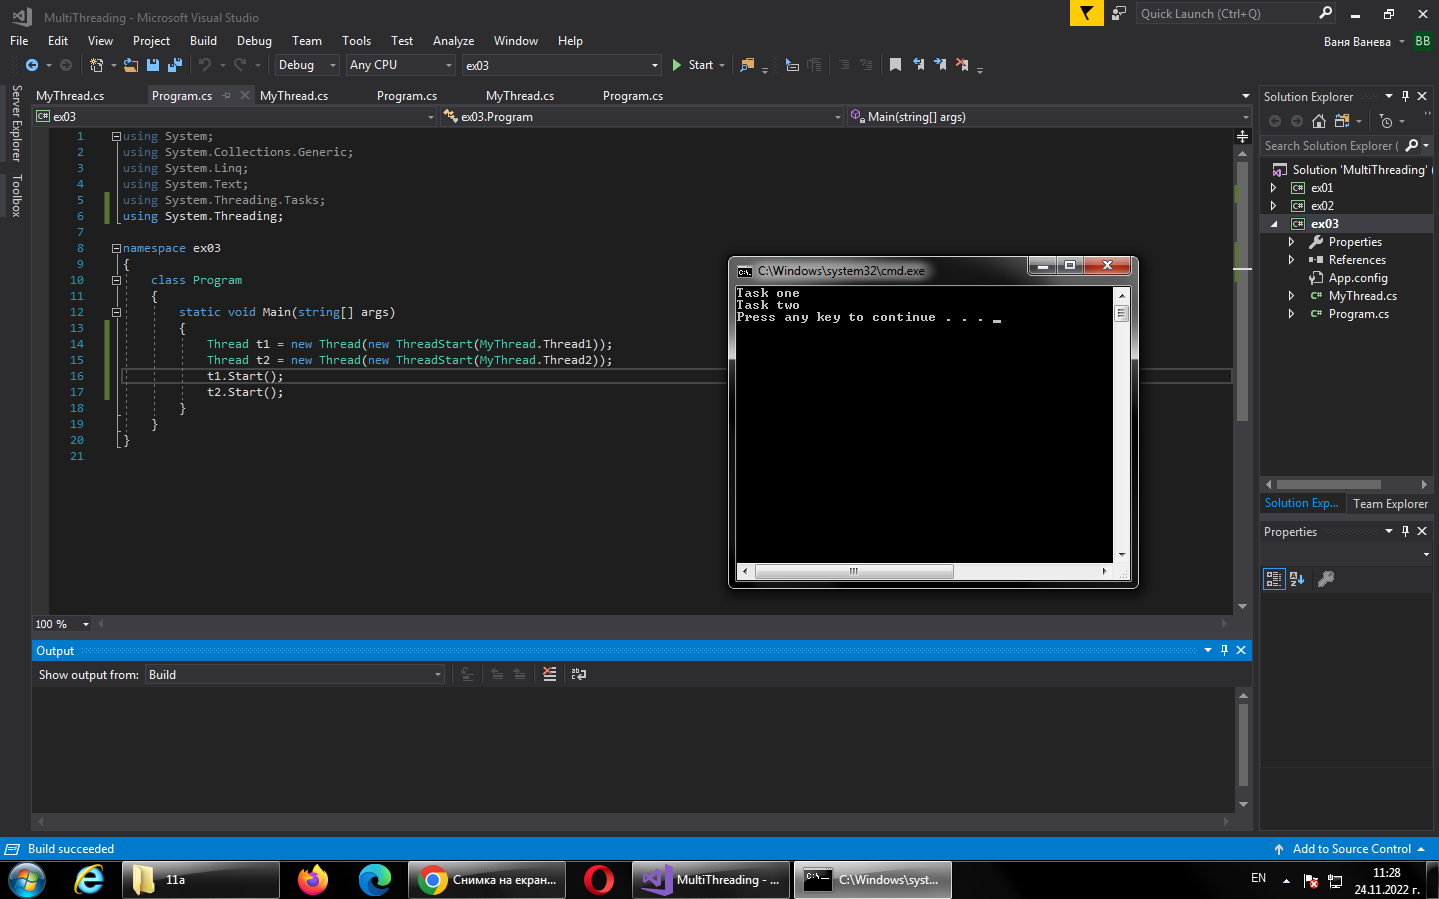 MultiThreading - Microsoft Visual Studio
Quick Launch (Ctrl+Q)
File Edit View Project Build Debug Team Tools Test Analyze Window Help
Ваня Ванева BB
Debug Any CPU ex03 Start
Server Explorer
Toolbox
MyThread.cs Program.cs MyThread.cs Program.cs MyThread.cs Program.cs
C# ex03 ex03.Program Main(string[] args)
1 using System;
2 using System.Collections.Generic;
3 using System.Linq;
4 using System.Text;
5 using System.Threading.Tasks;
6 using System.Threading;
7
8 namespace ex03
9 {
10 class Program
11 {
12 static void Main(string[] args)
13 {
14 Thread t1 = new Thread(new ThreadStart(MyThread.Thread1));
15 Thread t2 = new Thread(new ThreadStart(MyThread.Thread2));
16 t1.Start();
17 t2.Start();
18 }
19 }
20 }
21
100 %
C:\Windows\system32\cmd.exe
Task one
Task two
Press any key to continue . . . _
Solution Explorer
Search Solution Explorer (
Solution 'MultiThreading' (
C# ex01
C# ex02
C# ex03
Properties
References
App.config
C# MyThread.cs
C# Program.cs
Solution Exp... Team Explorer
Properties
Output
Show output from: Build
Build succeeded
Add to Source Control
11a
Снимка на екран...
MultiThreading - ...
C:\Windows\syst...
EN
11:28
24.11.2022 г.